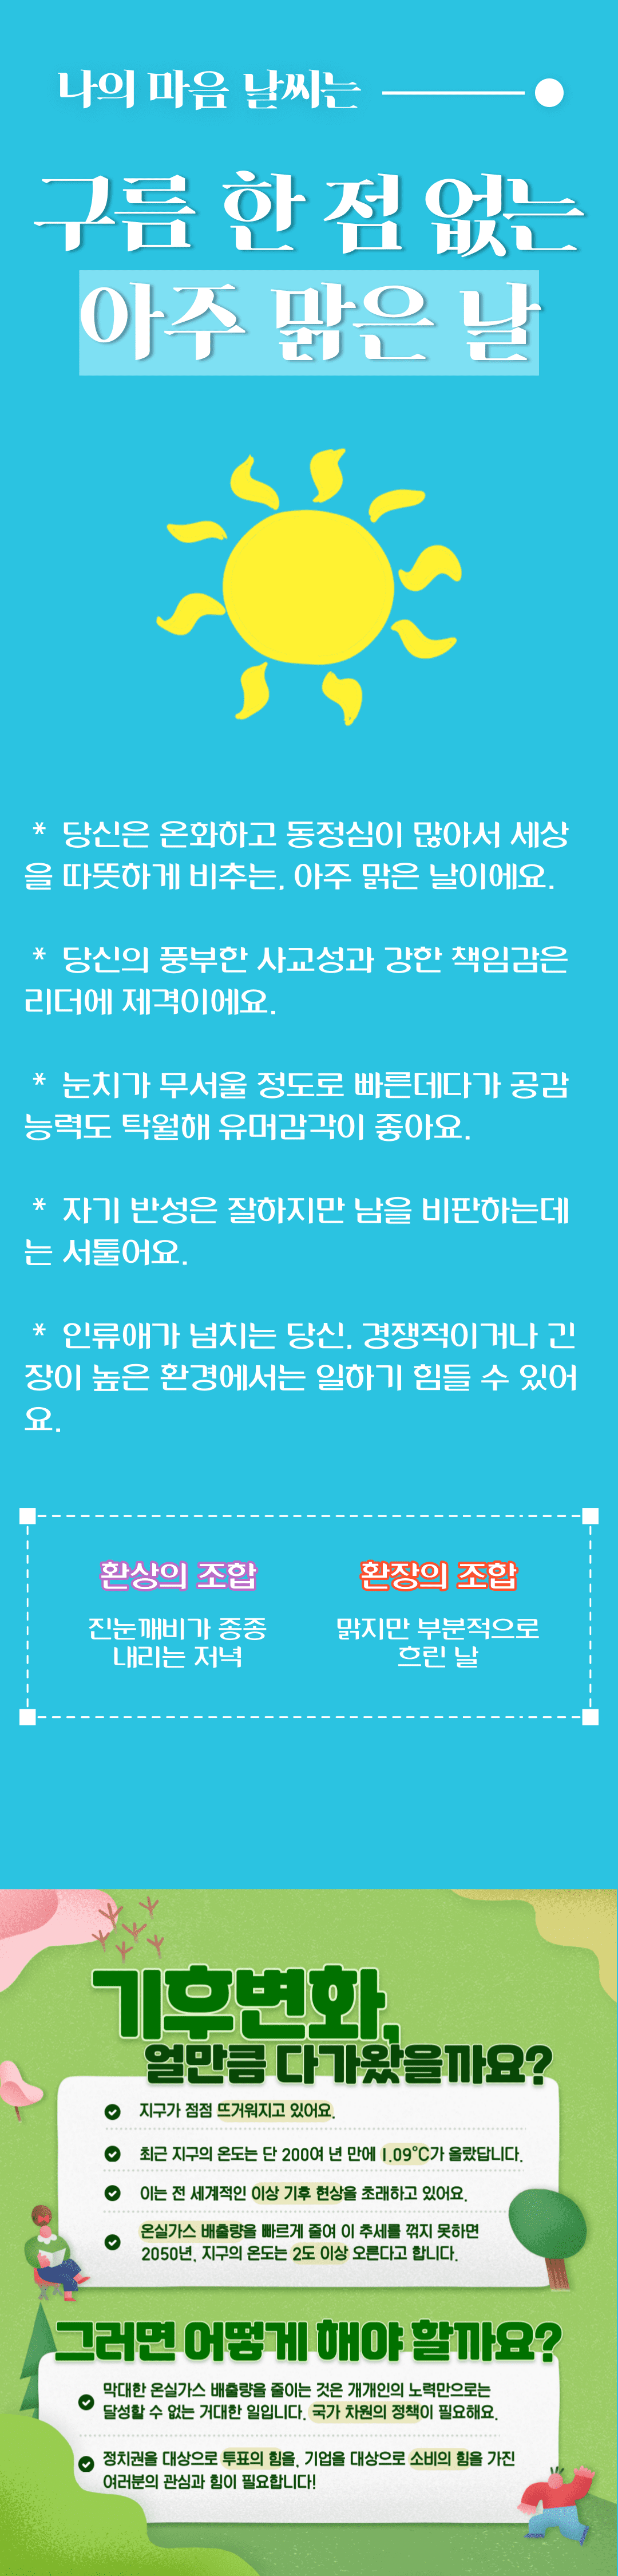 나의 마음 날씨는
구름 한 점 없는
아주 맑은 날
* 당신은 온화하고 동정심이 많아서 세상
을 따뜻하게 비추는, 아주 맑은 날이에요.
* 당신의 풍부한 사교성과 강한 책임감은
리더에 제격이에요.
* 눈치가 무서울 정도로 빠른데다가 공감
능력도 탁월해 유머감각이 좋아요.
* 자기 반성은 잘하지만 남을 비판하는데
는 서툴어요.
* 인류애가 넘치는 당신, 경쟁적이거나 긴
장이 높은 환경에서는 일하기 힘들 수 있어
요.
환상의 조합
진눈깨비가 종종
내리는 저녁
환장의 조합
맑지만 부분적으로
흐린 날
기후변화,
얼만큼 다가왔을까요?
지구가 점점 뜨거워지고 있어요.
최근 지구의 온도는 단 200여 년 만에 1.09°C가 올랐답니다.
이는 전 세계적인 이상 기후 현상을 초래하고 있어요.
온실가스 배출량을 빠르게 줄여 이 추세를 꺾지 못하면
2050년, 지구의 온도는 2도 이상 오른다고 합니다.
그러면 어떻게 해야 할까요?
막대한 온실가스 배출량을 줄이는 것은 개개인의 노력만으로는
달성할 수 없는 거대한 일입니다. 국가 차원의 정책이 필요해요.
정치권을 대상으로 투표의 힘을, 기업을 대상으로 소비의 힘을 가진
여러분의 관심과 힘이 필요합니다!